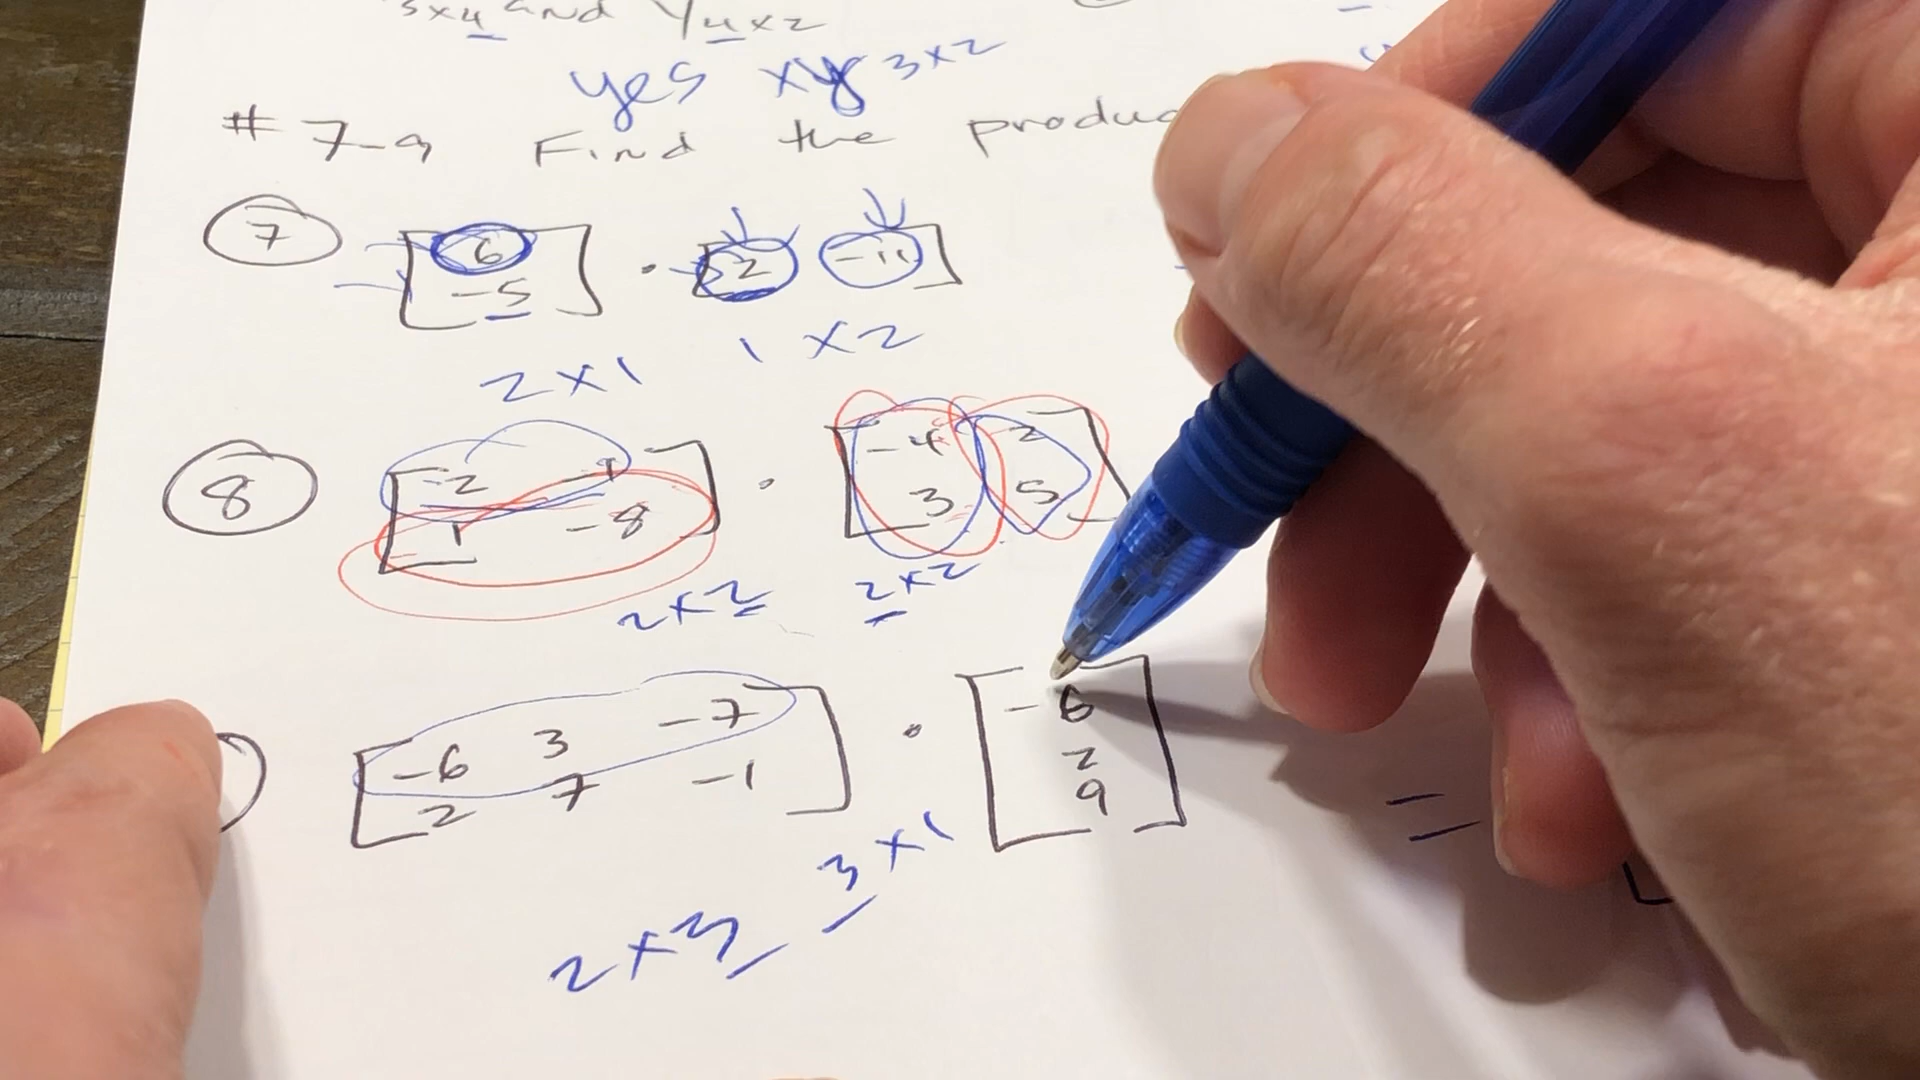 3x4 and Y4x2
yes xy 3x2
# 7-9 Find the produc
7 [6 -5] · [2 -11]
2x1 1x2
8 [-2 1 -8] · [-4 2 3 5]
2x2 2x2
[-6 3 -7 2 7 -1] · [-6 2 9] =
2x3 3x1